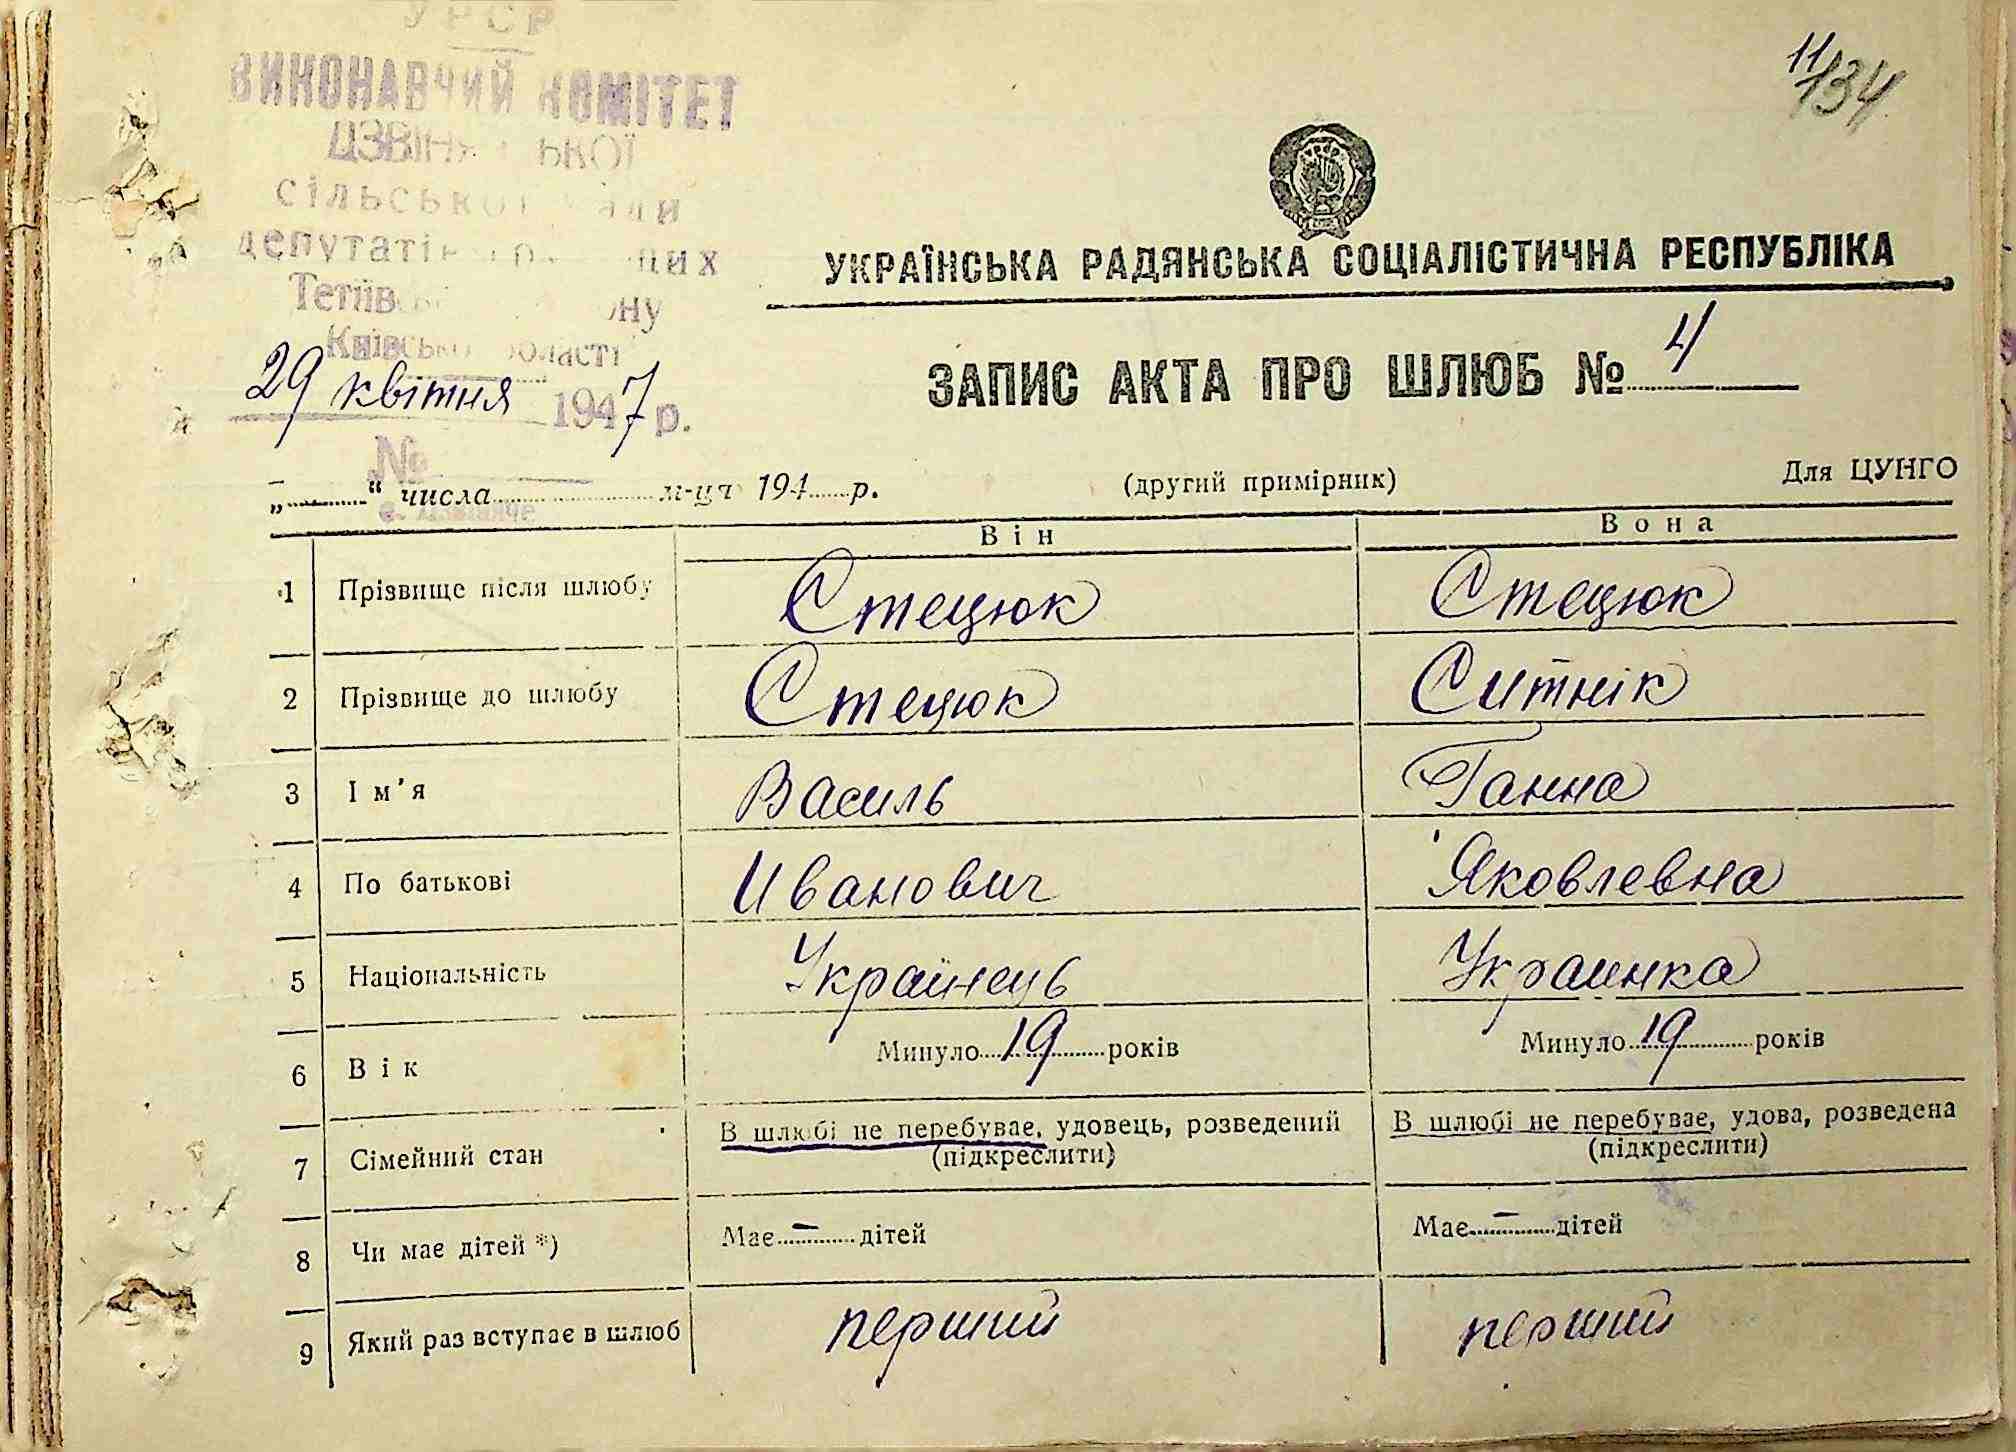 УРСР
ВИКОНАВЧИЙ КОМІТЕТ
сільської ради
депутатів
Київської області
29 квітня 1947 р.
№
11
134
УКРАЇНСЬКА РАДЯНСЬКА СОЦІАЛІСТИЧНА РЕСПУБЛІКА
ЗАПИС АКТА ПРО ШЛЮБ № 4
„ “ числа м-ця 194 р.
(другий примірник)
Для ЦУНГО
Він Вона
1 Прізвище після шлюбу Стецюк Стецюк
2 Прізвище до шлюбу Стецюк Ситнік
3 Ім'я Василь Ганна
4 По батькові Иванович Яковлевна
5 Національність Українець Украинка
6 Вік Минуло 19 років Минуло 19 років
7 Сімейний стан В шлюбі не перебуває, удовець, розведений В шлюбі не перебуває, удова, розведена
(підкреслити) (підкреслити)
8 Чи має дітей *) Має – дітей Має – дітей
9 Який раз вступає в шлюб перший перший